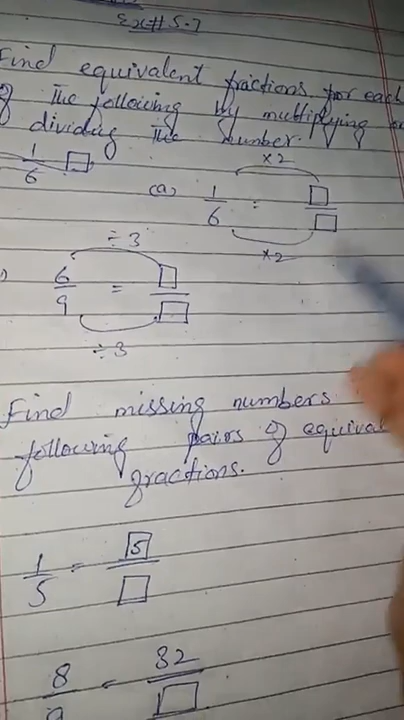 Ex# 5.7
Find equivalent fractions for each
of The following by multiplying or
dividing The number.
1/6
(a) 1/6 = □/□
×2
×2
÷3
6/9 = □/□
÷3
Find missing numbers
following pairs of equival
fractions.
1/5 = 5/□
8/9 = 32/□